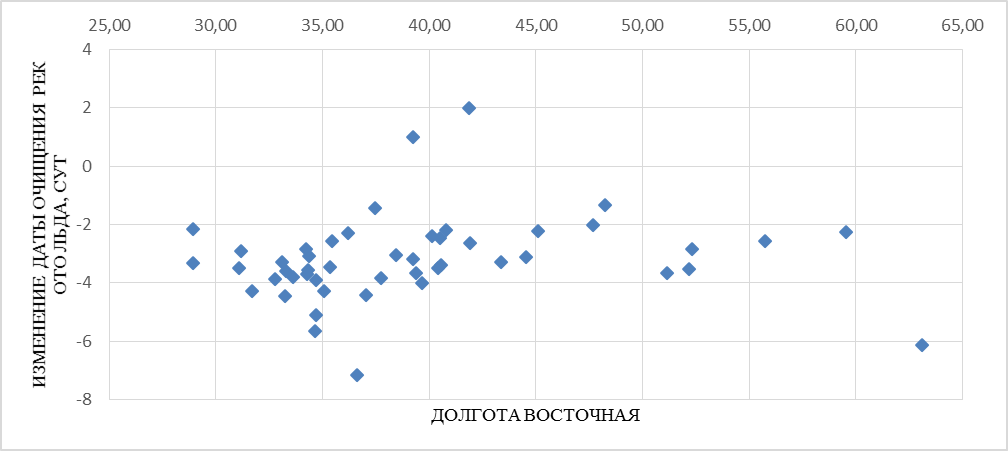 25,00 30,00 35,00 40,00 45,00 50,00 55,00 60,00 65,00
4
2
0
-2
-4
-6
-8
ИЗМЕНЕНИЕ ДАТЫ ОЧИЩЕНИЯ РЕК
ОТО ЛЬДА, СУТ
ДОЛГОТА ВОСТОЧНАЯ